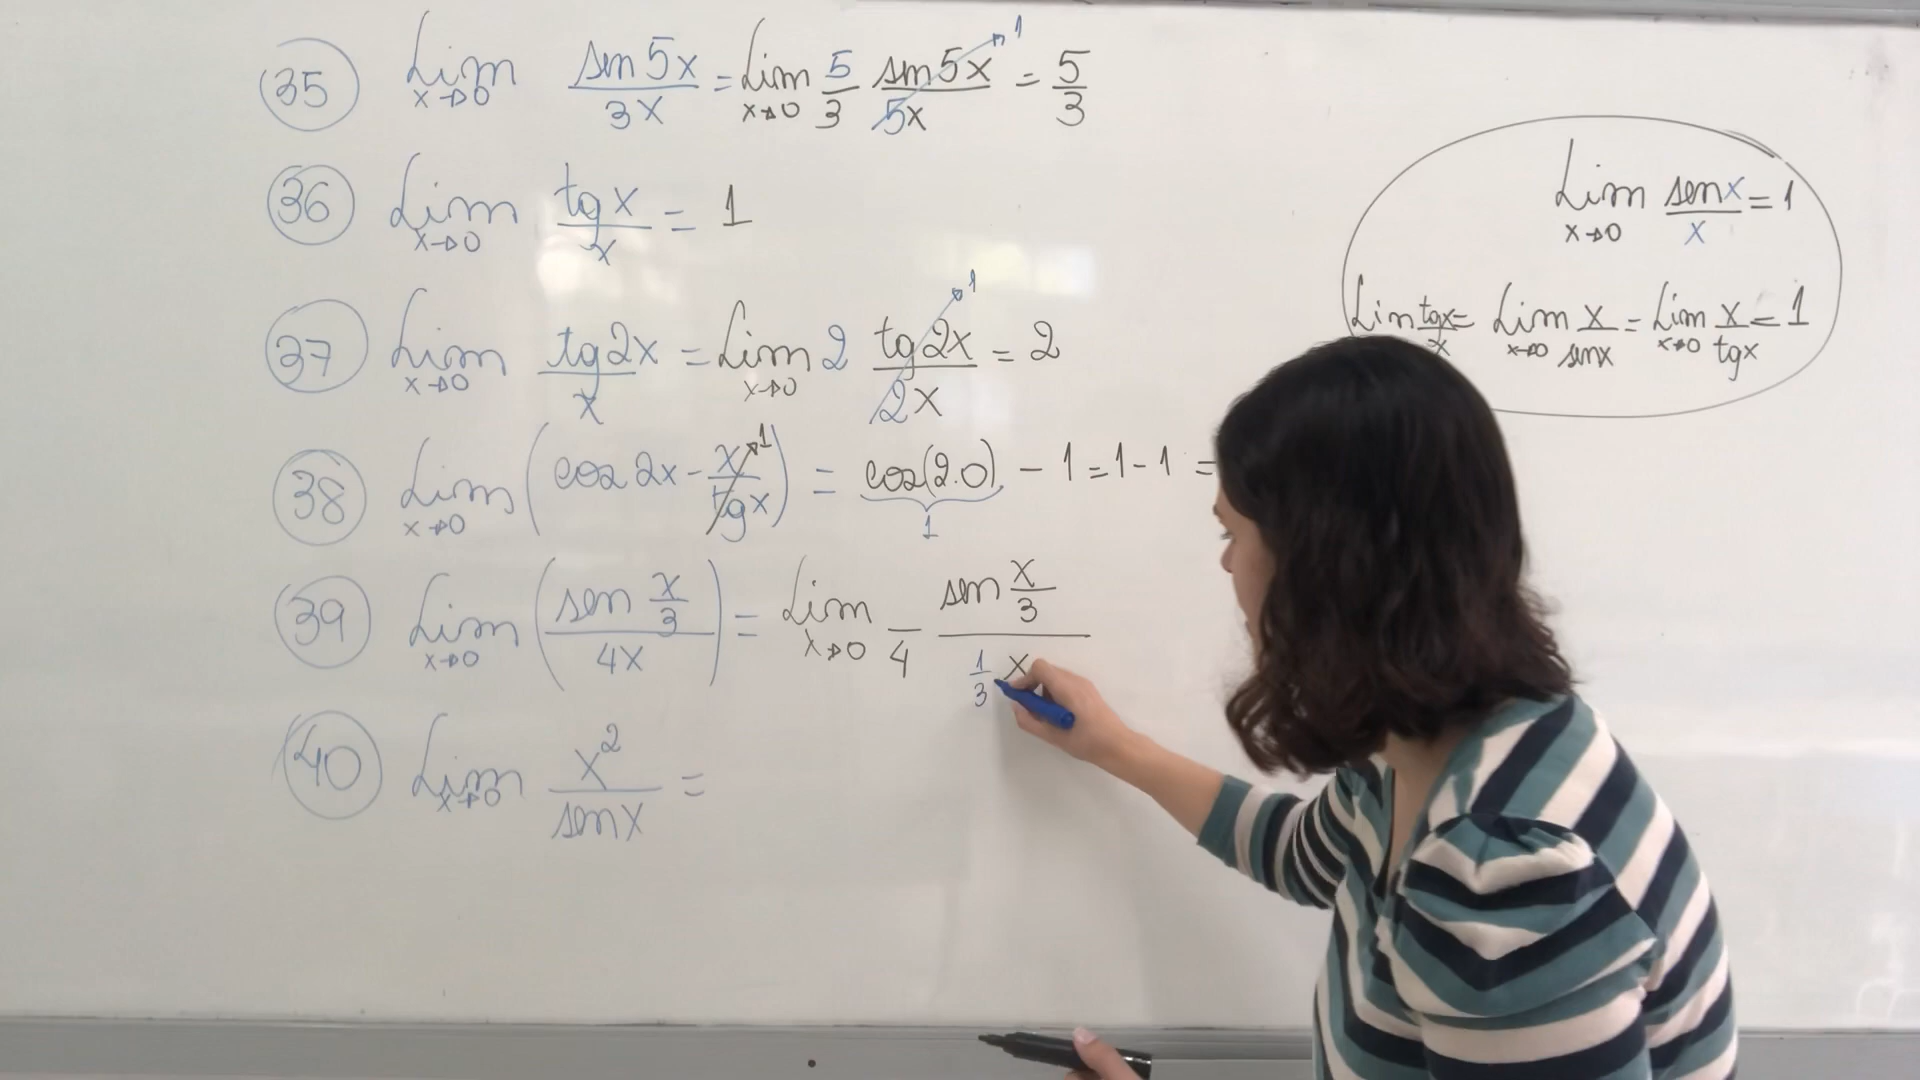 35 Lim x→0 sen 5x / 3x = Lim x→0 5/3 sen 5x / 5x →1 = 5/3
36 Lim x→0 tg x / x = 1
37 Lim x→0 tg 2x / x = Lim x→0 2 tg 2x / 2x →1 = 2
38 Lim x→0 (cos 2x - x / tg x →1) = cos(2.0) - 1 = 1 - 1 =
1
39 Lim x→0 (sen x/3 / 4x) = Lim x→0 _/4 sen x/3 / 1/3 x
40 Lim x→0 x² / sen x =
Lim x→0 sen x / x = 1
Lim tg x / x = Lim x→0 x / sen x = Lim x→0 x / tg x = 1